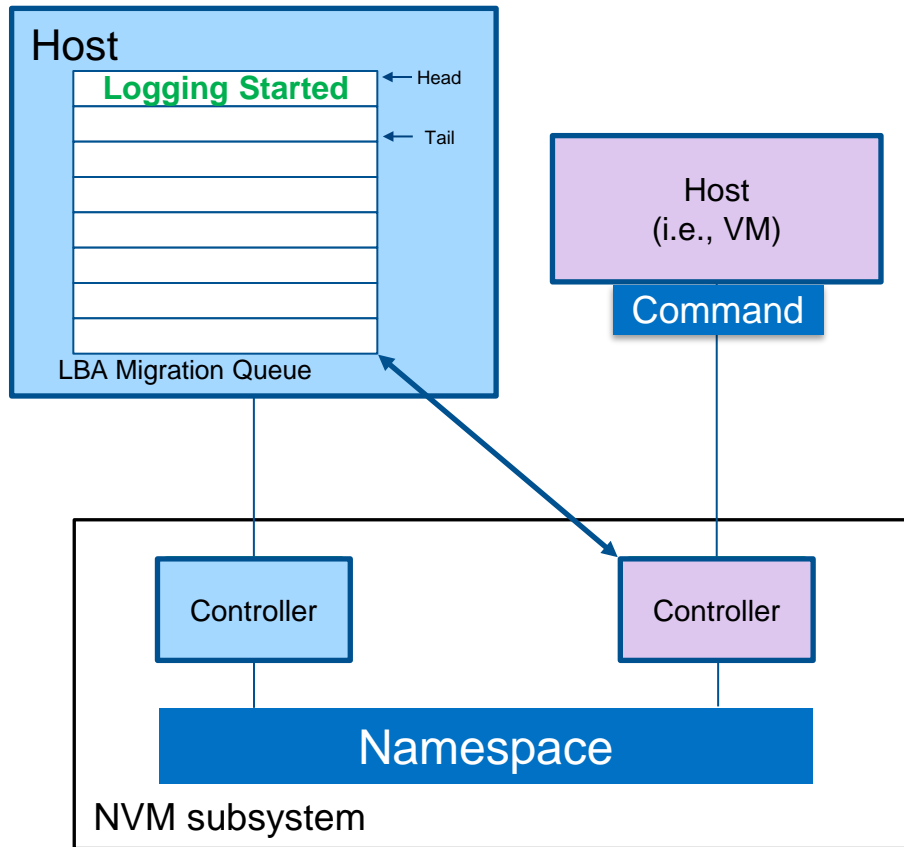 Host
Logging Started
Head
Tail
LBA Migration Queue
Host
(i.e., VM)
Command
Controller
Controller
Namespace
NVM subsystem